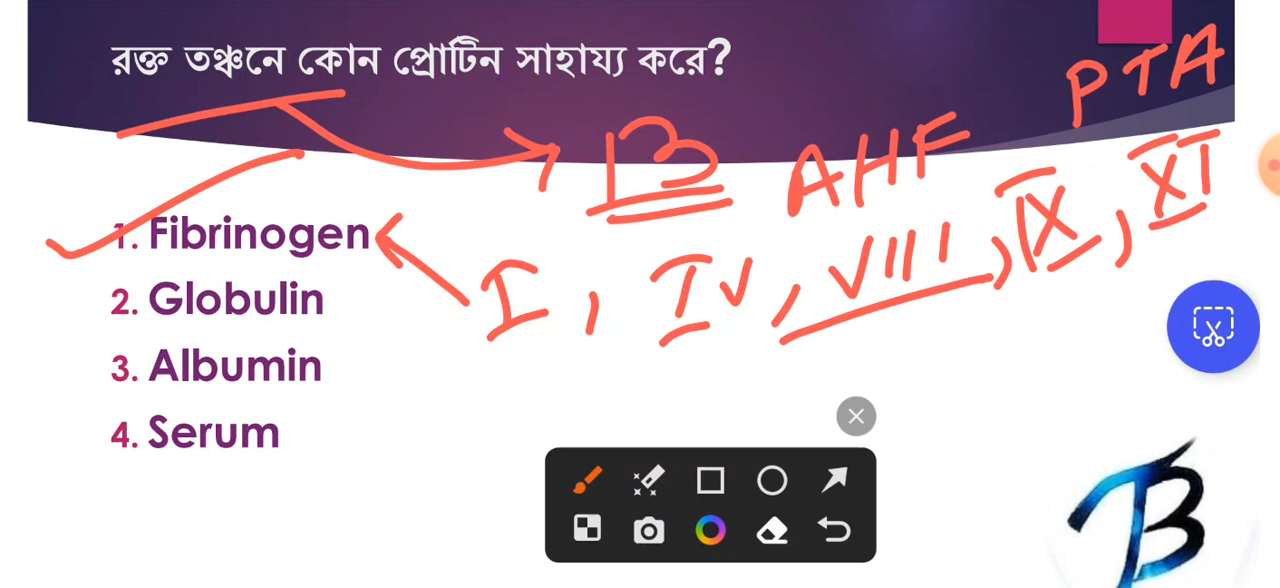 রক্ত তঞ্চনে কোন প্রোটিন সাহায্য করে?
PTA
13 AHF
1. Fibrinogen
I, IV, VIII, IX, XI
2. Globulin
3. Albumin
4. Serum
TB